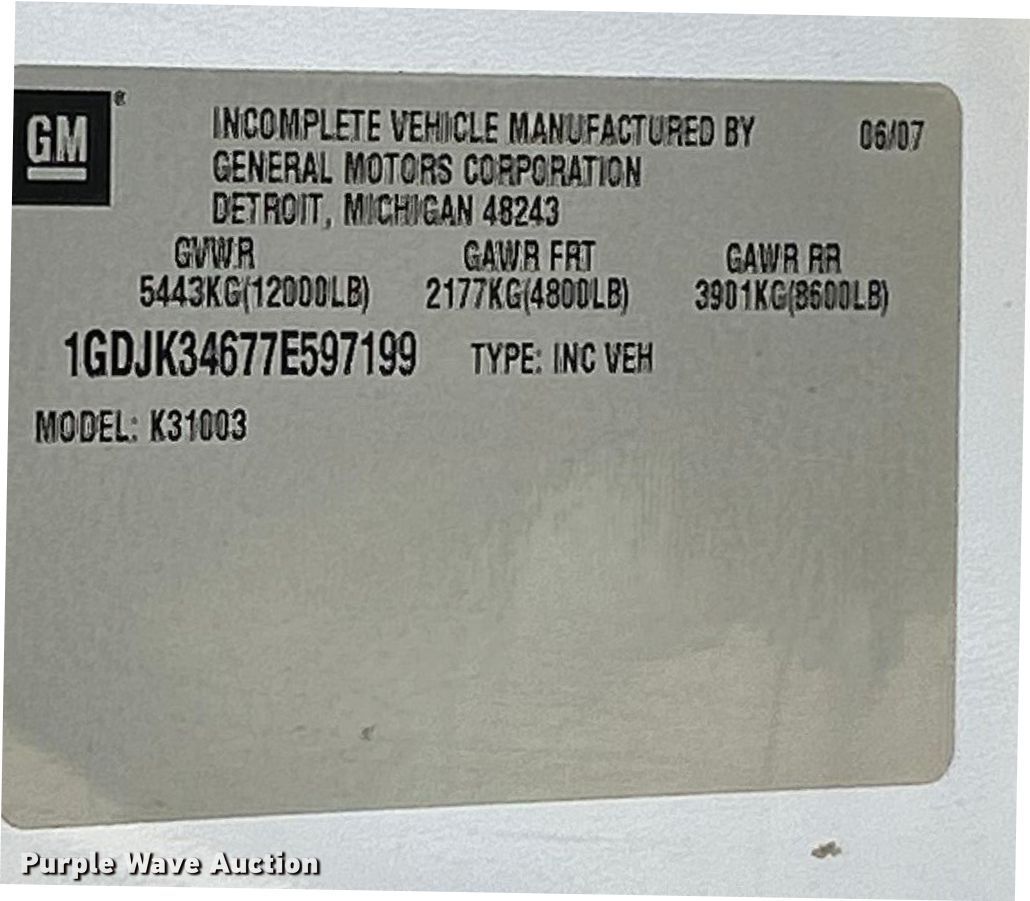 GM
INCOMPLETE VEHICLE MANUFACTURED BY 06/07
GENERAL MOTORS CORPORATION
DETROIT, MICHIGAN 48243
GVWR GAWR FRT GAWR RR
5443KG(12000LB) 2177KG(4800LB) 3901KG(8600LB)
1GDJK34677E597199 TYPE: INC VEH
MODEL: K31003
Purple Wave Auction